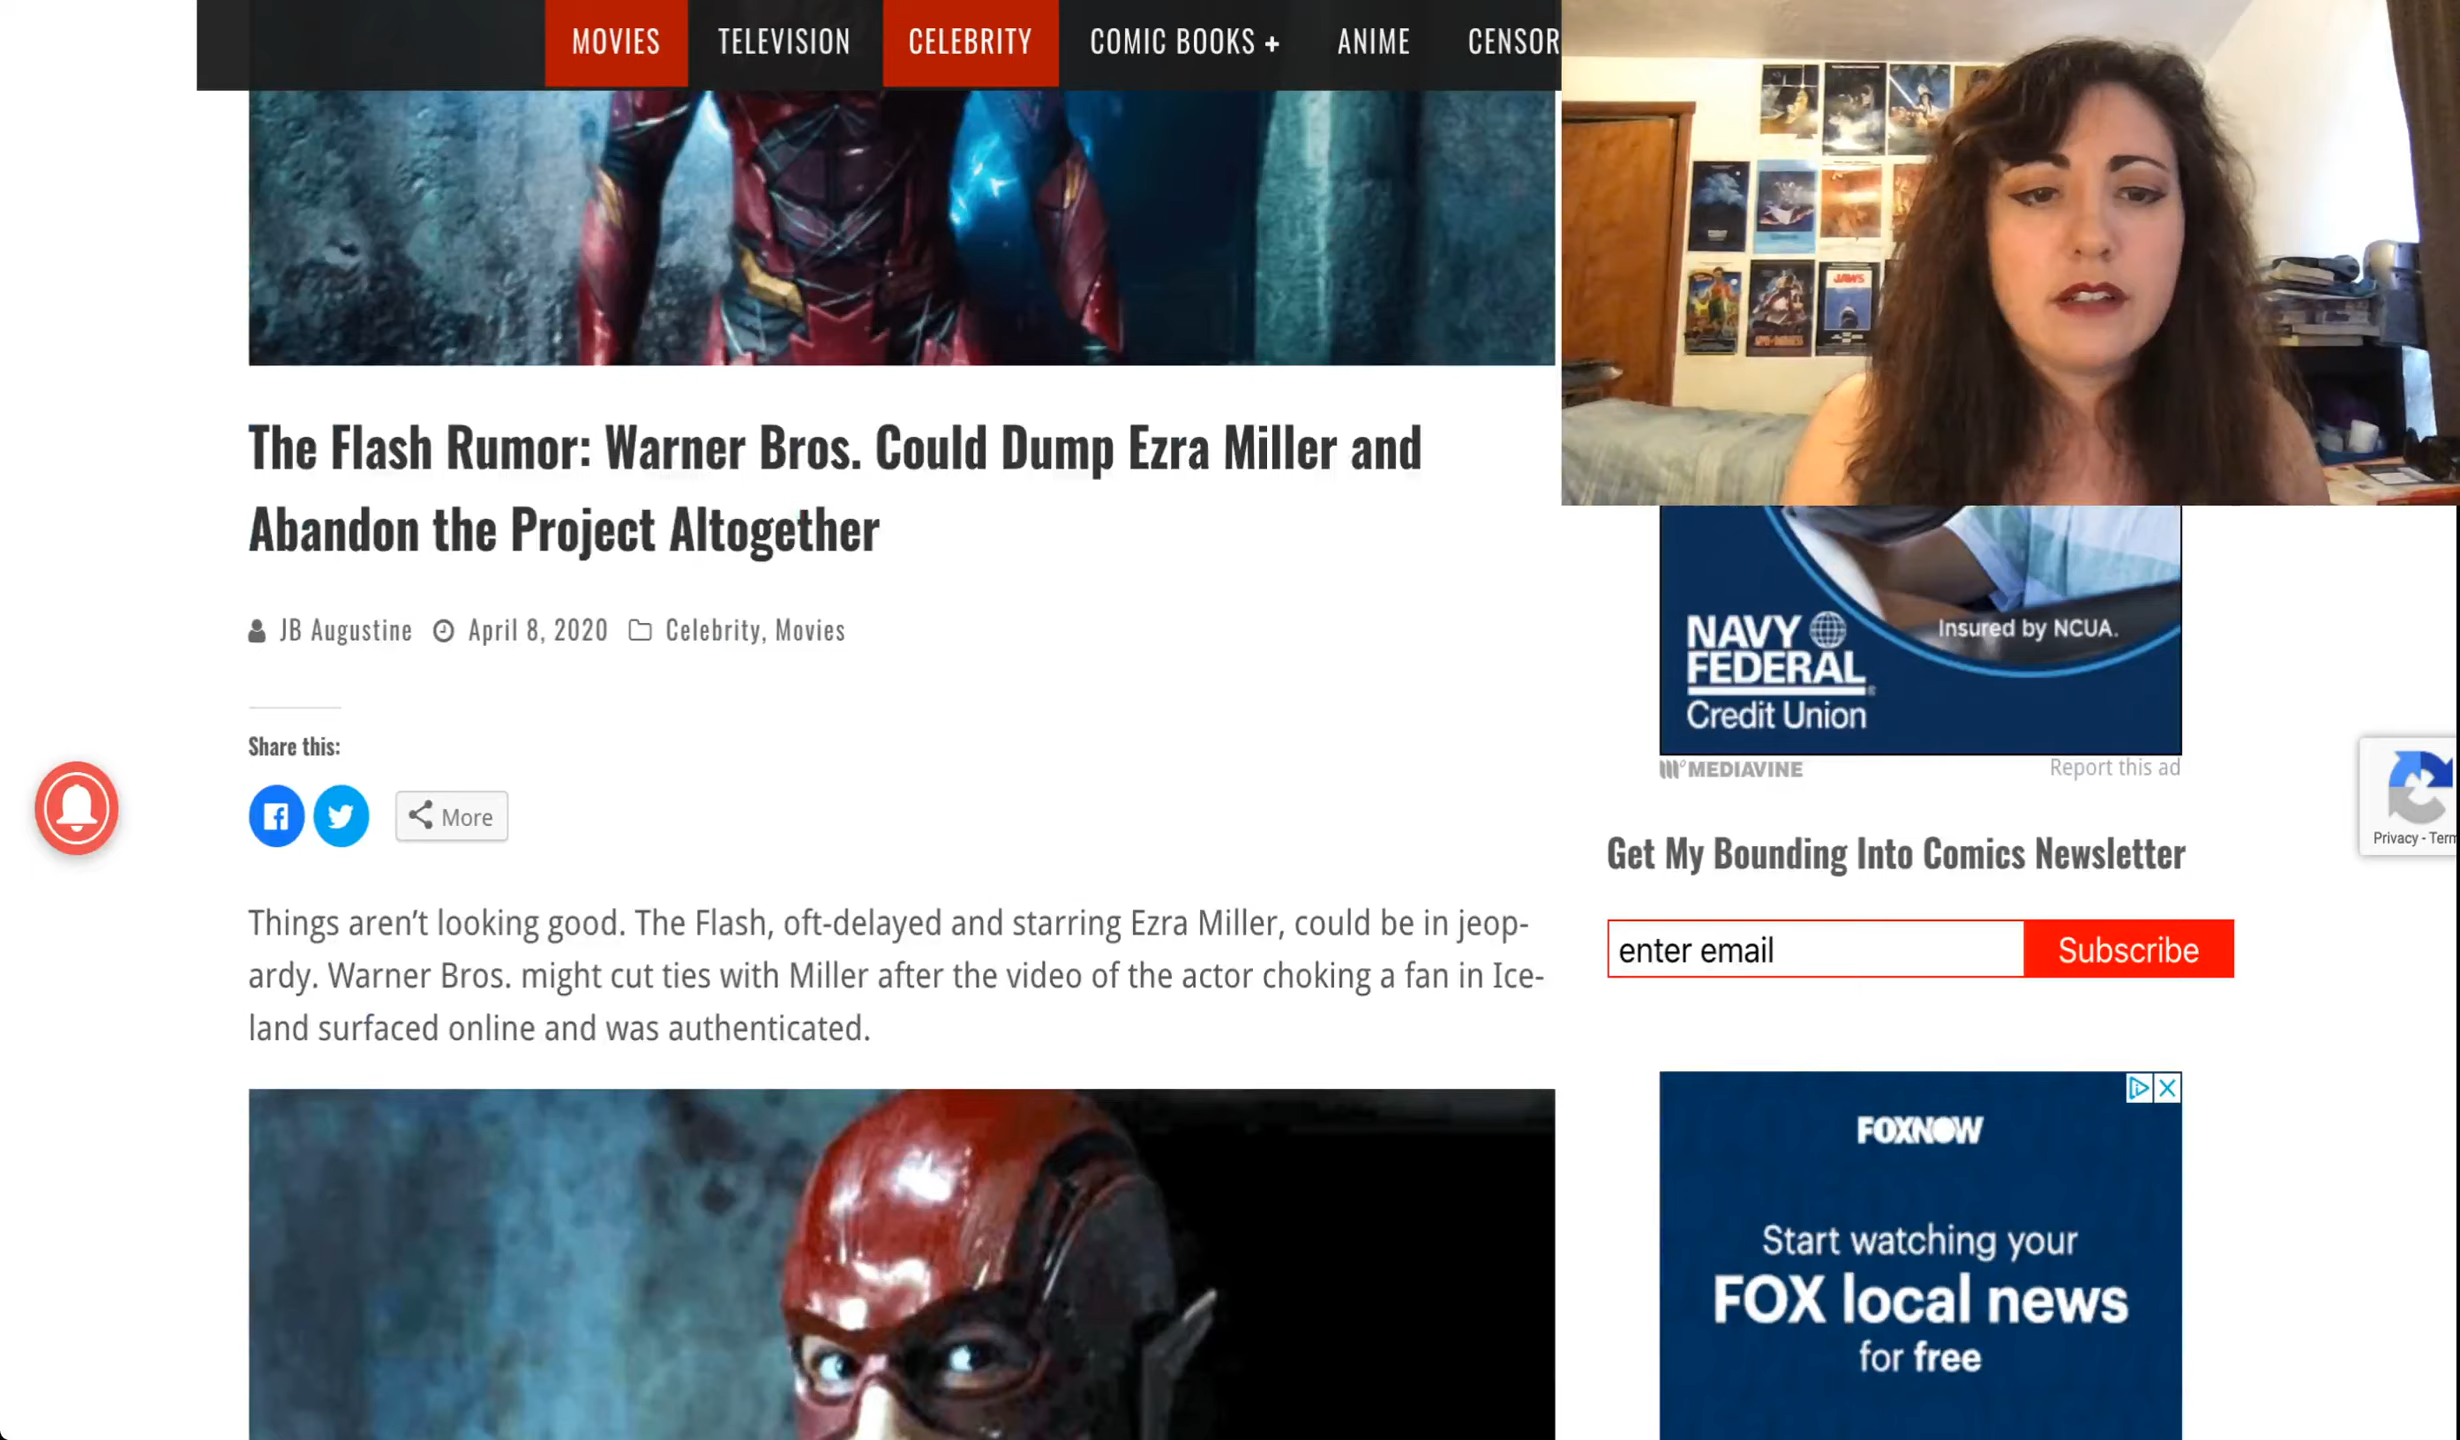 MOVIES TELEVISION CELEBRITY COMIC BOOKS + ANIME CENSOR
The Flash Rumor: Warner Bros. Could Dump Ezra Miller and
Abandon the Project Altogether
JB Augustine April 8, 2020 Celebrity, Movies
Share this:
More
Things aren't looking good. The Flash, oft-delayed and starring Ezra Miller, could be in jeop-
ardy. Warner Bros. might cut ties with Miller after the video of the actor choking a fan in Ice-
land surfaced online and was authenticated.
JAWS
Insured by NCUA.
NAVY
FEDERAL
Credit Union
MEDIAVINE
Report this ad
Privacy - Term
Get My Bounding Into Comics Newsletter
enter email
Subscribe
FOXNOW
Start watching your
FOX local news
for free